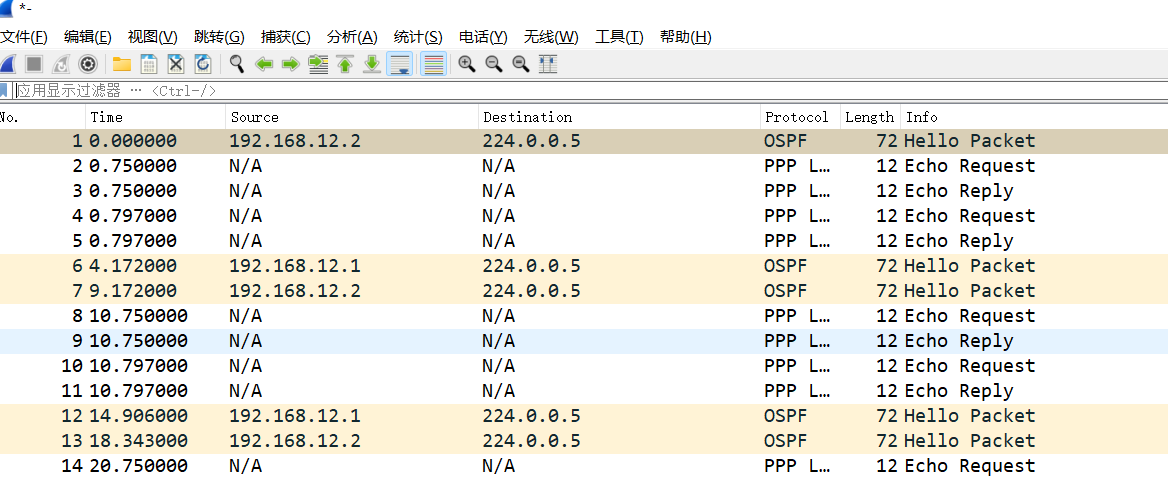 *-
文件(F) 编辑(E) 视图(V) 跳转(G) 捕获(C) 分析(A) 统计(S) 电话(Y) 无线(W) 工具(T) 帮助(H)
应用显示过滤器 … <Ctrl-/>
No. Time Source Destination Protocol Length Info
1 0.000000 192.168.12.2 224.0.0.5 OSPF 72 Hello Packet
2 0.750000 N/A N/A PPP L… 12 Echo Request
3 0.750000 N/A N/A PPP L… 12 Echo Reply
4 0.797000 N/A N/A PPP L… 12 Echo Request
5 0.797000 N/A N/A PPP L… 12 Echo Reply
6 4.172000 192.168.12.1 224.0.0.5 OSPF 72 Hello Packet
7 9.172000 192.168.12.2 224.0.0.5 OSPF 72 Hello Packet
8 10.750000 N/A N/A PPP L… 12 Echo Request
9 10.750000 N/A N/A PPP L… 12 Echo Reply
10 10.797000 N/A N/A PPP L… 12 Echo Request
11 10.797000 N/A N/A PPP L… 12 Echo Reply
12 14.906000 192.168.12.1 224.0.0.5 OSPF 72 Hello Packet
13 18.343000 192.168.12.2 224.0.0.5 OSPF 72 Hello Packet
14 20.750000 N/A N/A PPP L… 12 Echo Request